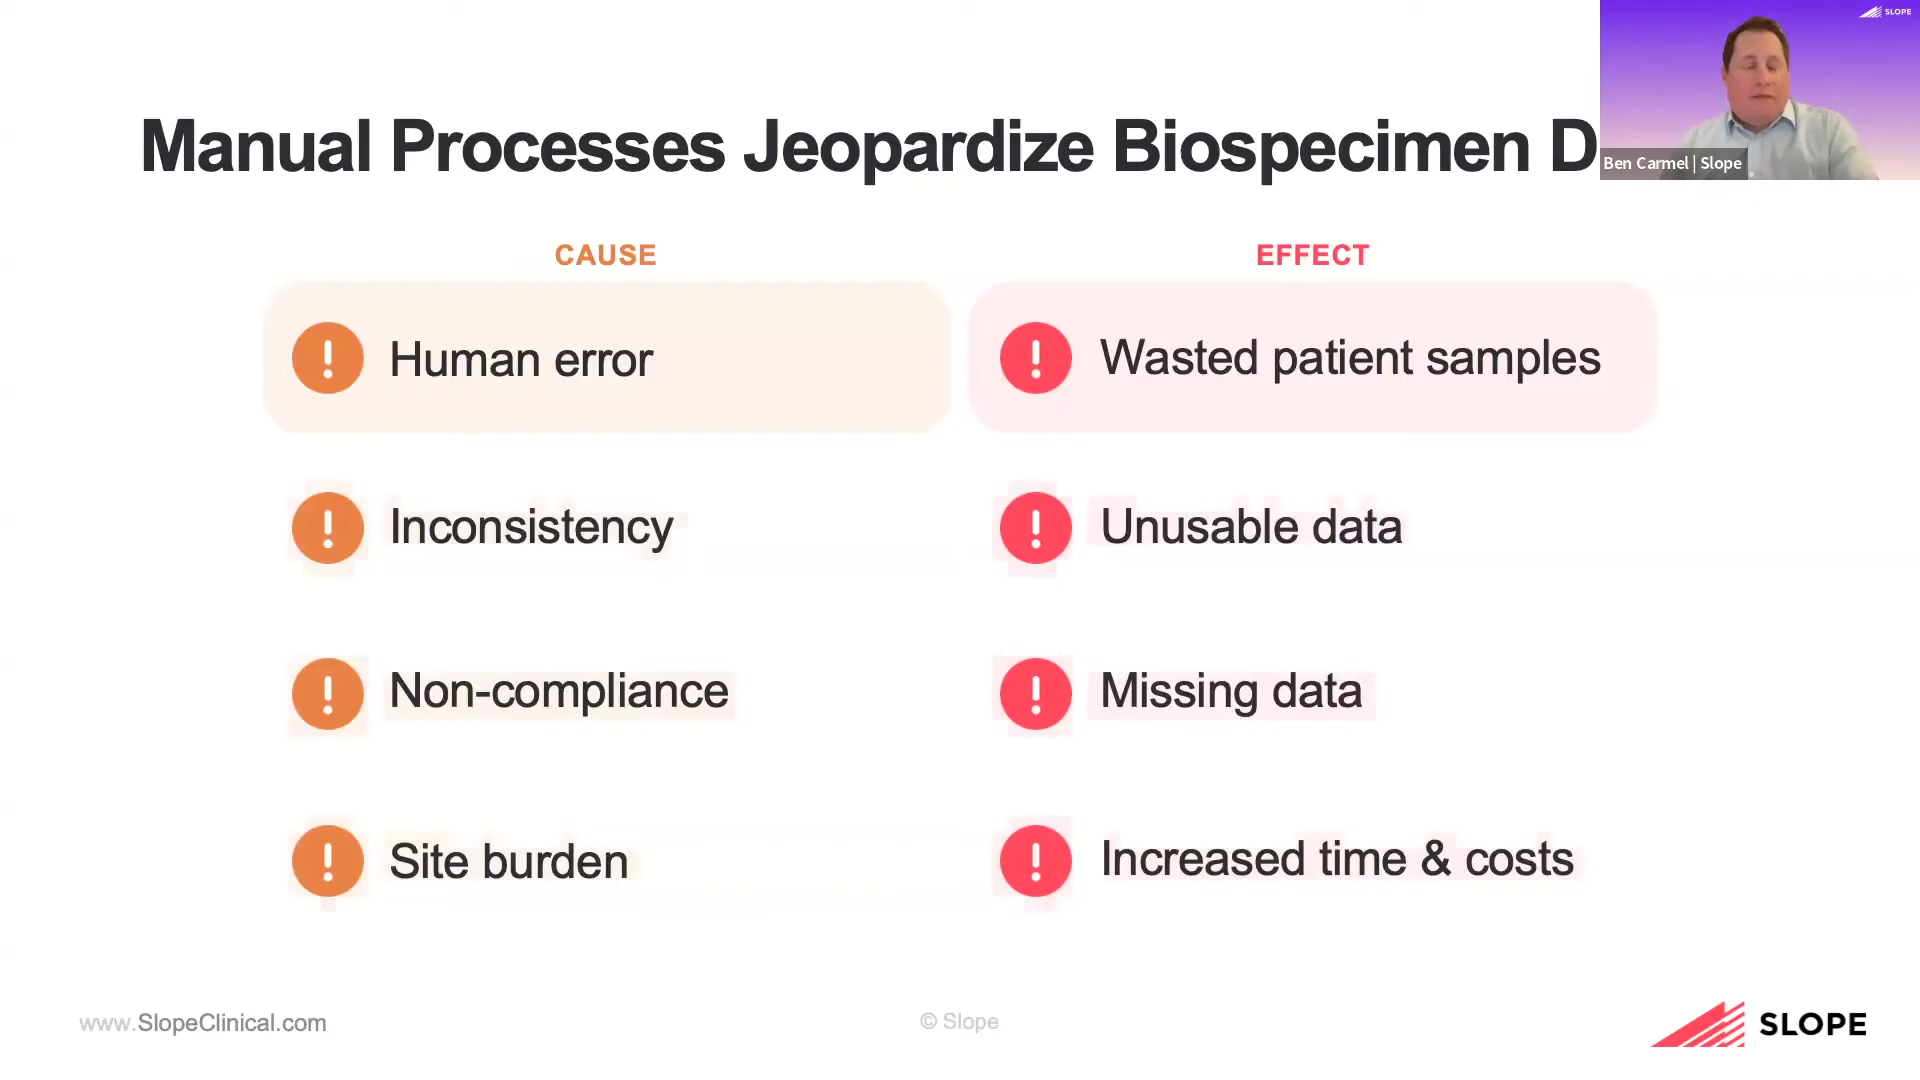 SLOPE
Manual Processes Jeopardize Biospecimen D
Ben Carmel | Slope
CAUSE
EFFECT
Human error
Wasted patient samples
Inconsistency
Unusable data
Non-compliance
Missing data
Site burden
Increased time & costs
www.SlopeClinical.com
© Slope
SLOPE